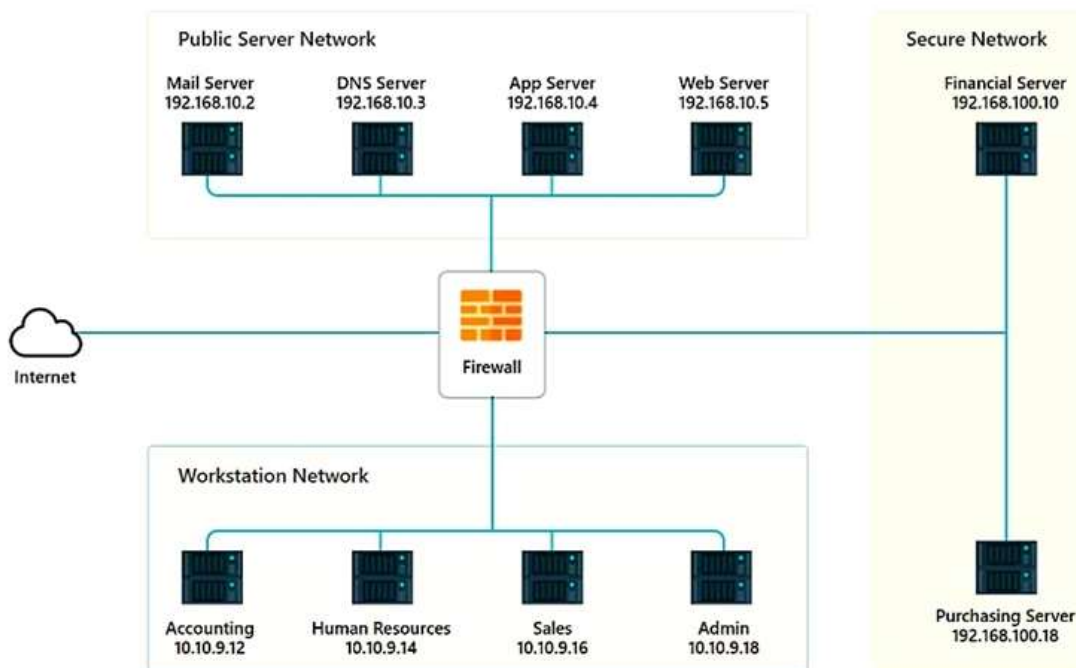 Public Server Network
Secure Network
Mail Server
192.168.10.2
DNS Server
192.168.10.3
App Server
192.168.10.4
Web Server
192.168.10.5
Financial Server
192.168.100.10
Internet
Firewall
Workstation Network
Accounting
10.10.9.12
Human Resources
10.10.9.14
Sales
10.10.9.16
Admin
10.10.9.18
Purchasing Server
192.168.100.18